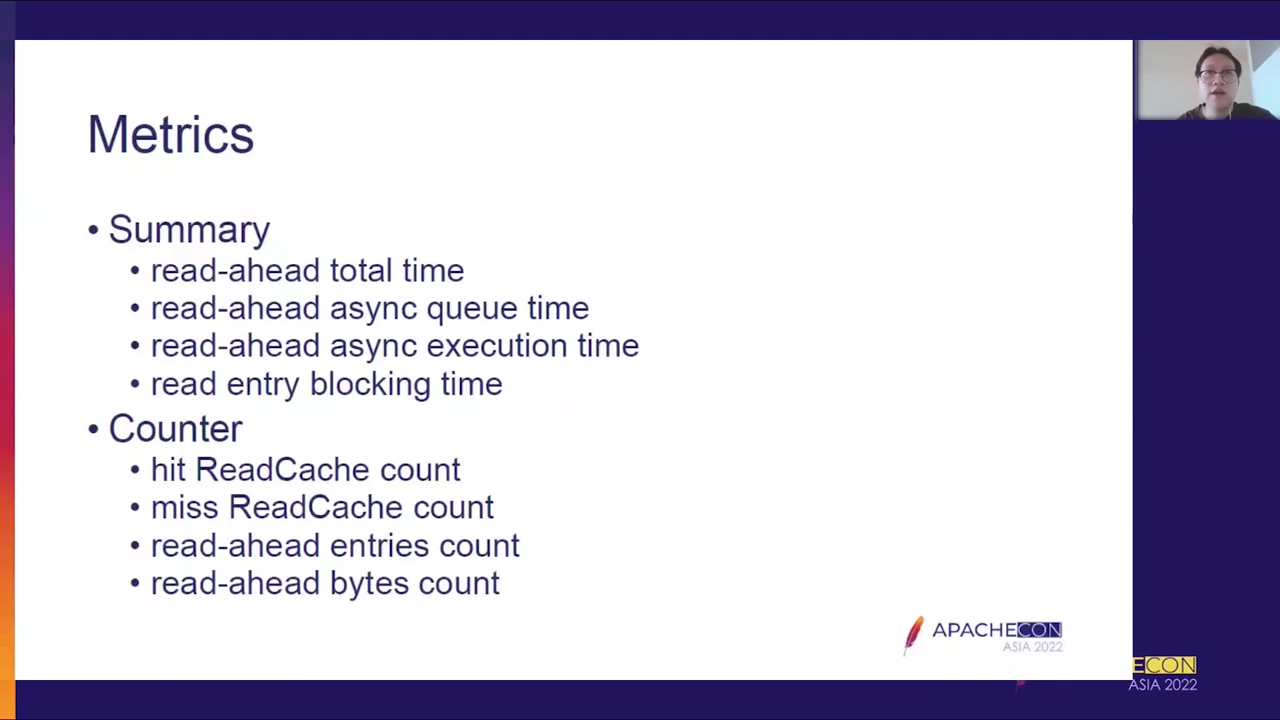 Metrics
• Summary
• read-ahead total time
• read-ahead async queue time
• read-ahead async execution time
• read entry blocking time
• Counter
• hit ReadCache count
• miss ReadCache count
• read-ahead entries count
• read-ahead bytes count
APACHECON
ASIA 2022
ECON
ASIA 2022